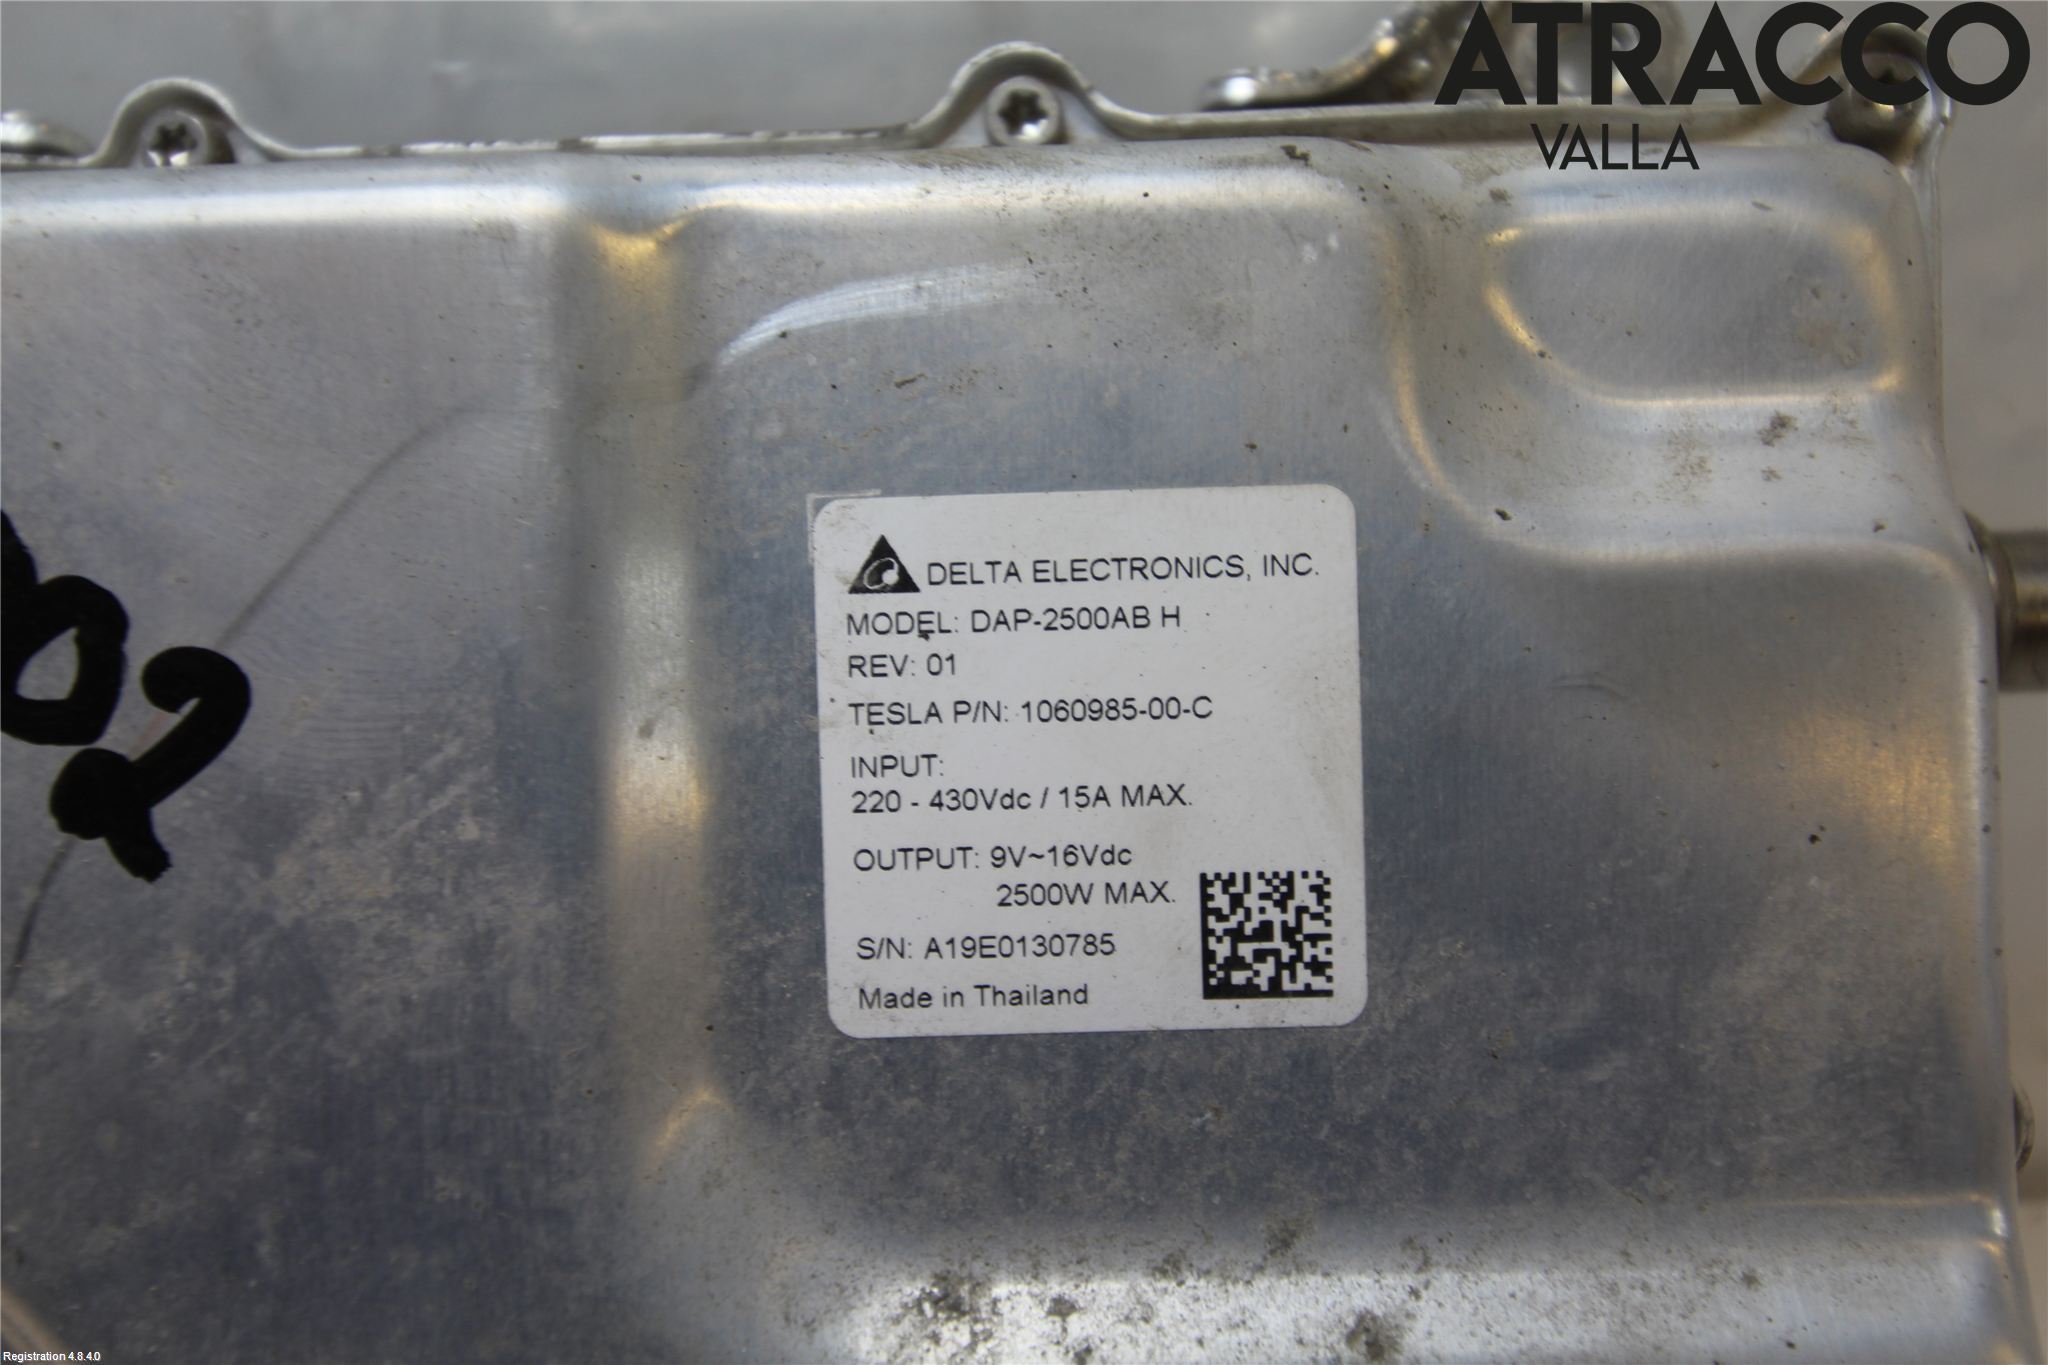 ATRACCO
VALLA
DELTA ELECTRONICS, INC.
MODEL: DAP-2500AB H
REV: 01
TESLA P/N: 1060985-00-C
INPUT:
220 - 430Vdc / 15A MAX.
OUTPUT: 9V~16Vdc
2500W MAX.
S/N: A19E0130785
Made in Thailand
Registration 4.8.4.0